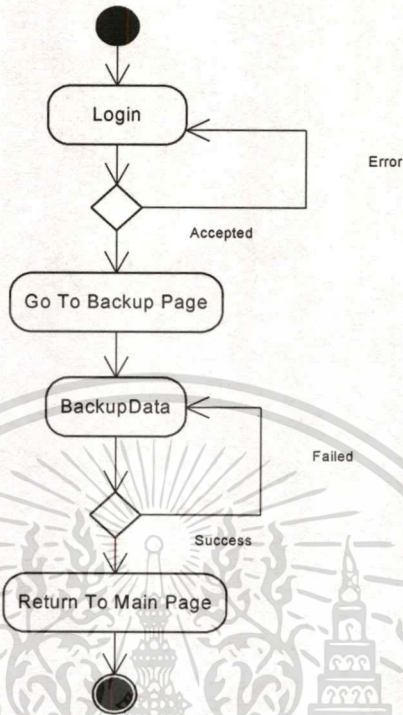 Login
Error
Accepted
Go To Backup Page
BackupData
Failed
Success
Return To Main Page